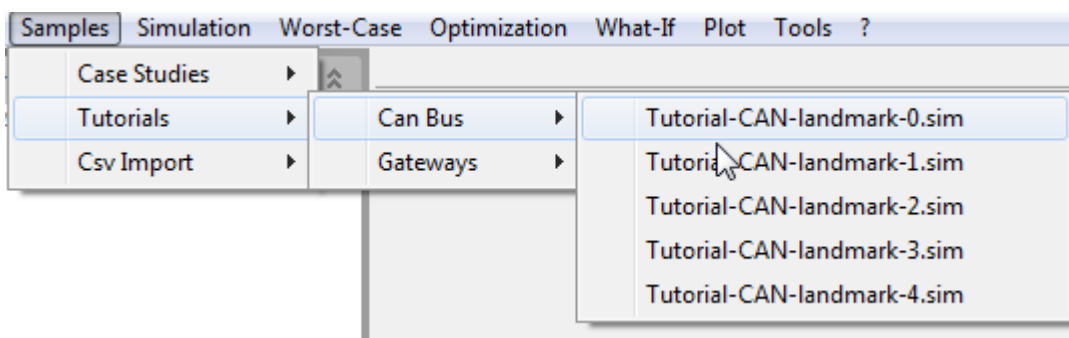 Samples Simulation Worst-Case Optimization What-If Plot Tools ?
Case Studies
Tutorials
Csv Import
Can Bus
Gateways
Tutorial-CAN-landmark-0.sim
Tutorial-CAN-landmark-1.sim
Tutorial-CAN-landmark-2.sim
Tutorial-CAN-landmark-3.sim
Tutorial-CAN-landmark-4.sim